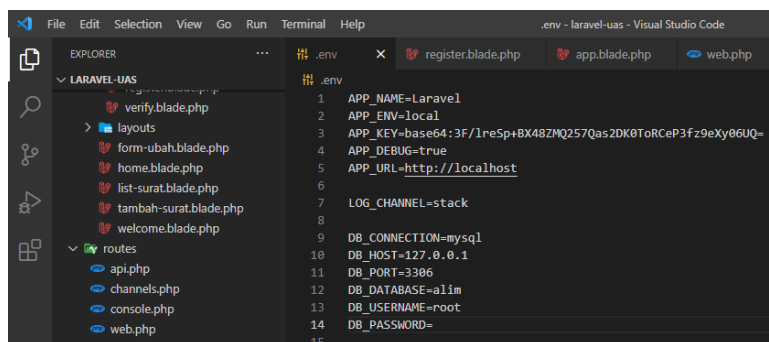 File Edit Selection View Go Run Terminal Help .env - laravel-uas - Visual Studio Code
EXPLORER ···
.env × register.blade.php app.blade.php web.php
LARAVEL-UAS
verify.blade.php
layouts
form-ubah.blade.php
home.blade.php
list-surat.blade.php
tambah-surat.blade.php
welcome.blade.php
routes
api.php
channels.php
console.php
web.php
.env
1 APP_NAME=Laravel
2 APP_ENV=local
3 APP_KEY=base64:3F/lreSp+BX48ZMQ257Qas2DK0ToRCeP3fz9eXy06UQ=
4 APP_DEBUG=true
5 APP_URL=http://localhost
6
7 LOG_CHANNEL=stack
8
9 DB_CONNECTION=mysql
10 DB_HOST=127.0.0.1
11 DB_PORT=3306
12 DB_DATABASE=alim
13 DB_USERNAME=root
14 DB_PASSWORD=